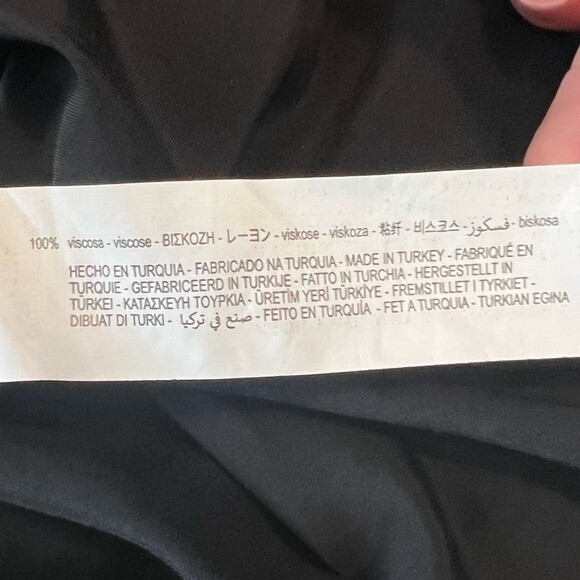 100% viscosa - viscose - ΒΙΣΚΟΖΗ - レーヨン - viskose - viskoza - 粘纤 - 비스코스 - فسكوز - biskosa
HECHO EN TURQUIA - FABRICADO NA TURQUIA - MADE IN TURKEY - FABRIQUÉ EN
TURQUIE - GEFABRICEERD IN TURKIJE - FATTO IN TURCHIA - HERGESTELLT IN
TÜRKEI - ΚΑΤΑΣΚΕΥΗ ΤΟΥΡΚΙΑ - ÜRETİM YERİ TÜRKİYE - FREMSTILLET I TYRKIET -
DIBUAT DI TURKI - صنع في تركيا - FEITO EN TURQUÍA - FET A TURQUIA - TURKIAN EGINA